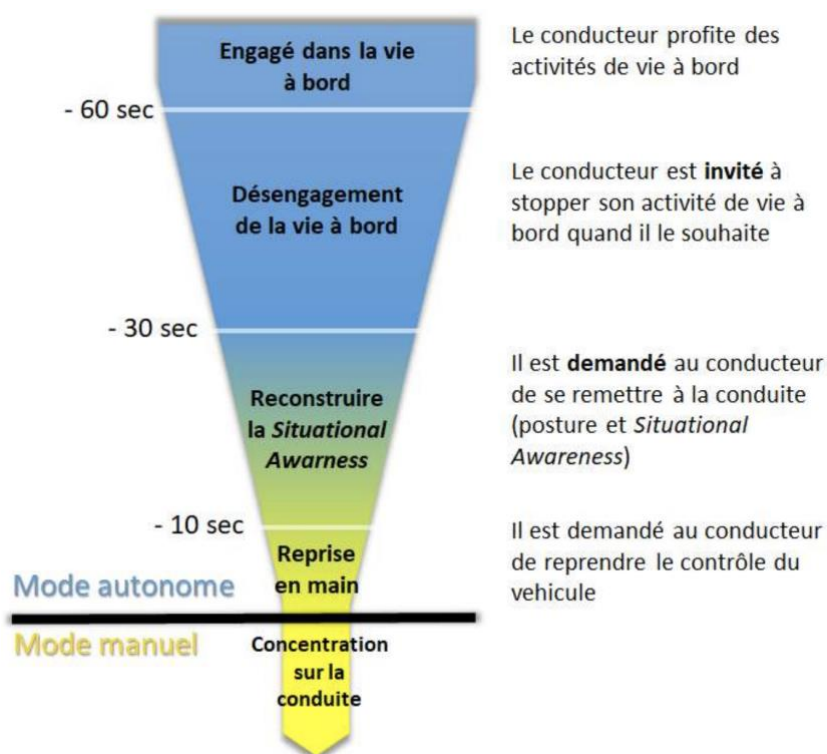 Engagé dans la vie
à bord
Le conducteur profite des
activités de vie à bord
- 60 sec
Désengagement
de la vie à bord
Le conducteur est invité à
stopper son activité de vie à
bord quand il le souhaite
- 30 sec
Reconstruire
la Situational
Awarness
Il est demandé au conducteur
de se remettre à la conduite
(posture et Situational
Awareness)
- 10 sec
Reprise
en main
Il est demandé au conducteur
de reprendre le contrôle du
vehicule
Mode autonome
Mode manuel
Concentration
sur la
conduite